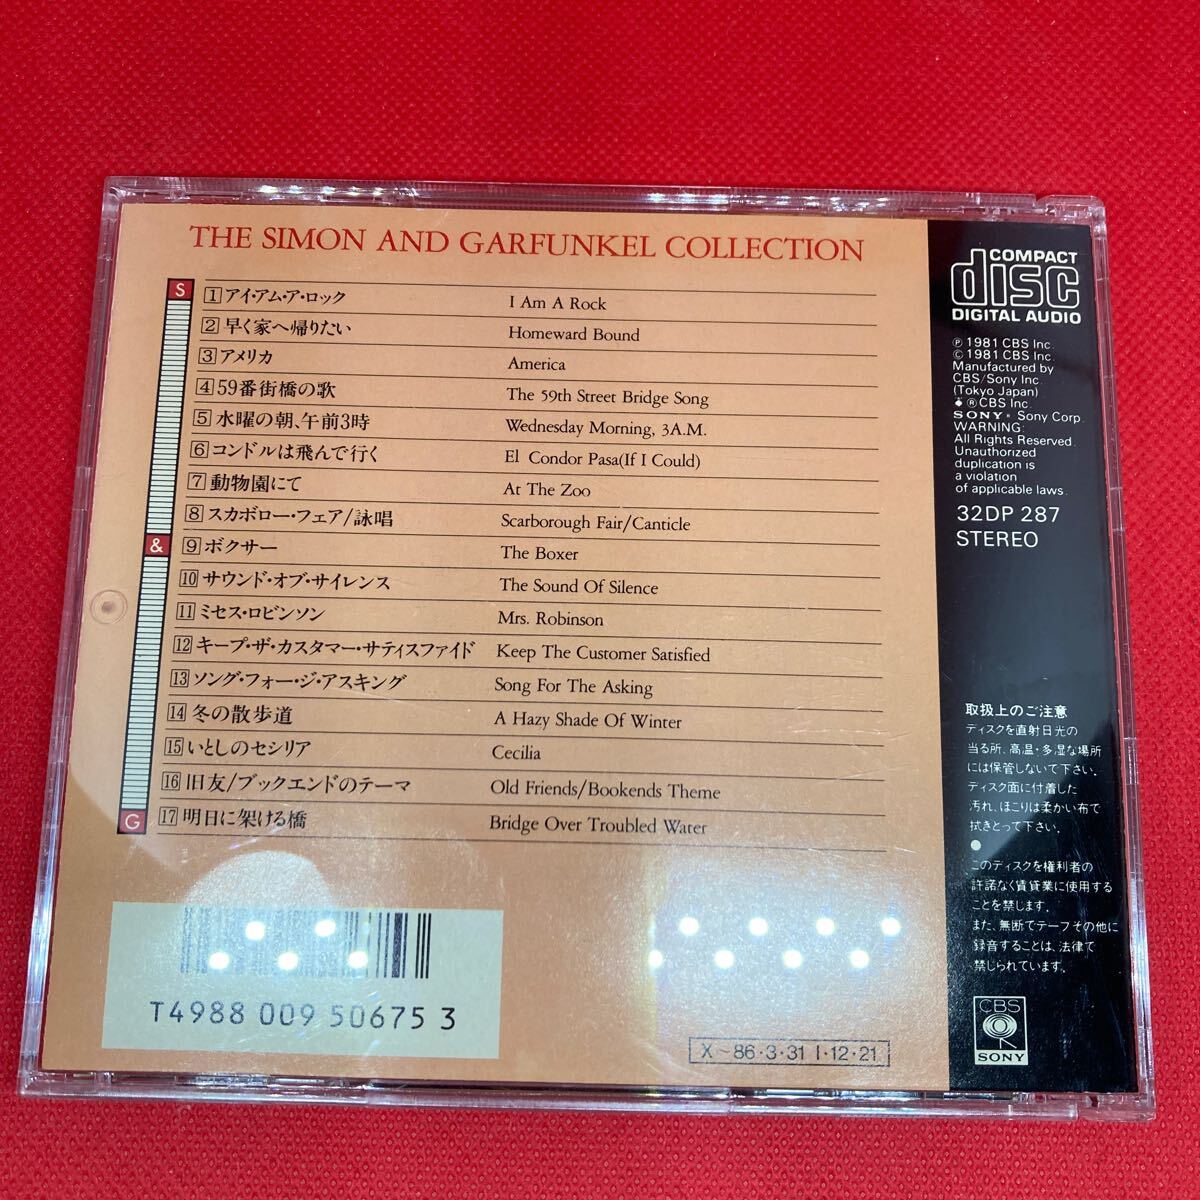 THE SIMON AND GARFUNKEL COLLECTION
S
1 アイ・アム・ア・ロック I Am A Rock
2 早く家へ帰りたい Homeward Bound
3 アメリカ America
4 59番街橋の歌 The 59th Street Bridge Song
5 水曜の朝、午前3時 Wednesday Morning, 3A.M.
6 コンドルは飛んで行く El Condor Pasa(If I Could)
7 動物園にて At The Zoo
8 スカボロー・フェア/詠唱 Scarborough Fair/Canticle
&
9 ボクサー The Boxer
10 サウンド・オブ・サイレンス The Sound Of Silence
11 ミセス・ロビンソン Mrs. Robinson
12 キープ・ザ・カスタマー・サティスファイド Keep The Customer Satisfied
13 ソング・フォー・ジ・アスキング Song For The Asking
14 冬の散歩道 A Hazy Shade Of Winter
15 いとしのセシリア Cecilia
16 旧友/ブックエンドのテーマ Old Friends/Bookends Theme
G
17 明日に架ける橋 Bridge Over Troubled Water
T4988 009 50675 3
X~86・3・31 I・12・21
COMPACT
disc
DIGITAL AUDIO
Ⓟ 1981 CBS Inc.
© 1981 CBS Inc.
Manufactured by
CBS/Sony Inc.
(Tokyo Japan)
® CBS Inc.
SONY® Sony Corp.
WARNING:
All Rights Reserved.
Unauthorized
duplication is
a violation
of applicable laws.
32DP 287
STEREO
取扱上のご注意
ディスクを直射日光の
当る所、高温・多湿な場所
には保管しないで下さい。
ディスク面に付着した
汚れ、ほこりは柔かい布で
拭きとって下さい。
●
このディスクを権利者の
許諾なく賃貸業に使用する
ことを禁じます。
また、無断でテープその他に
録音することは、法律で
禁じられています。
CBS
SONY